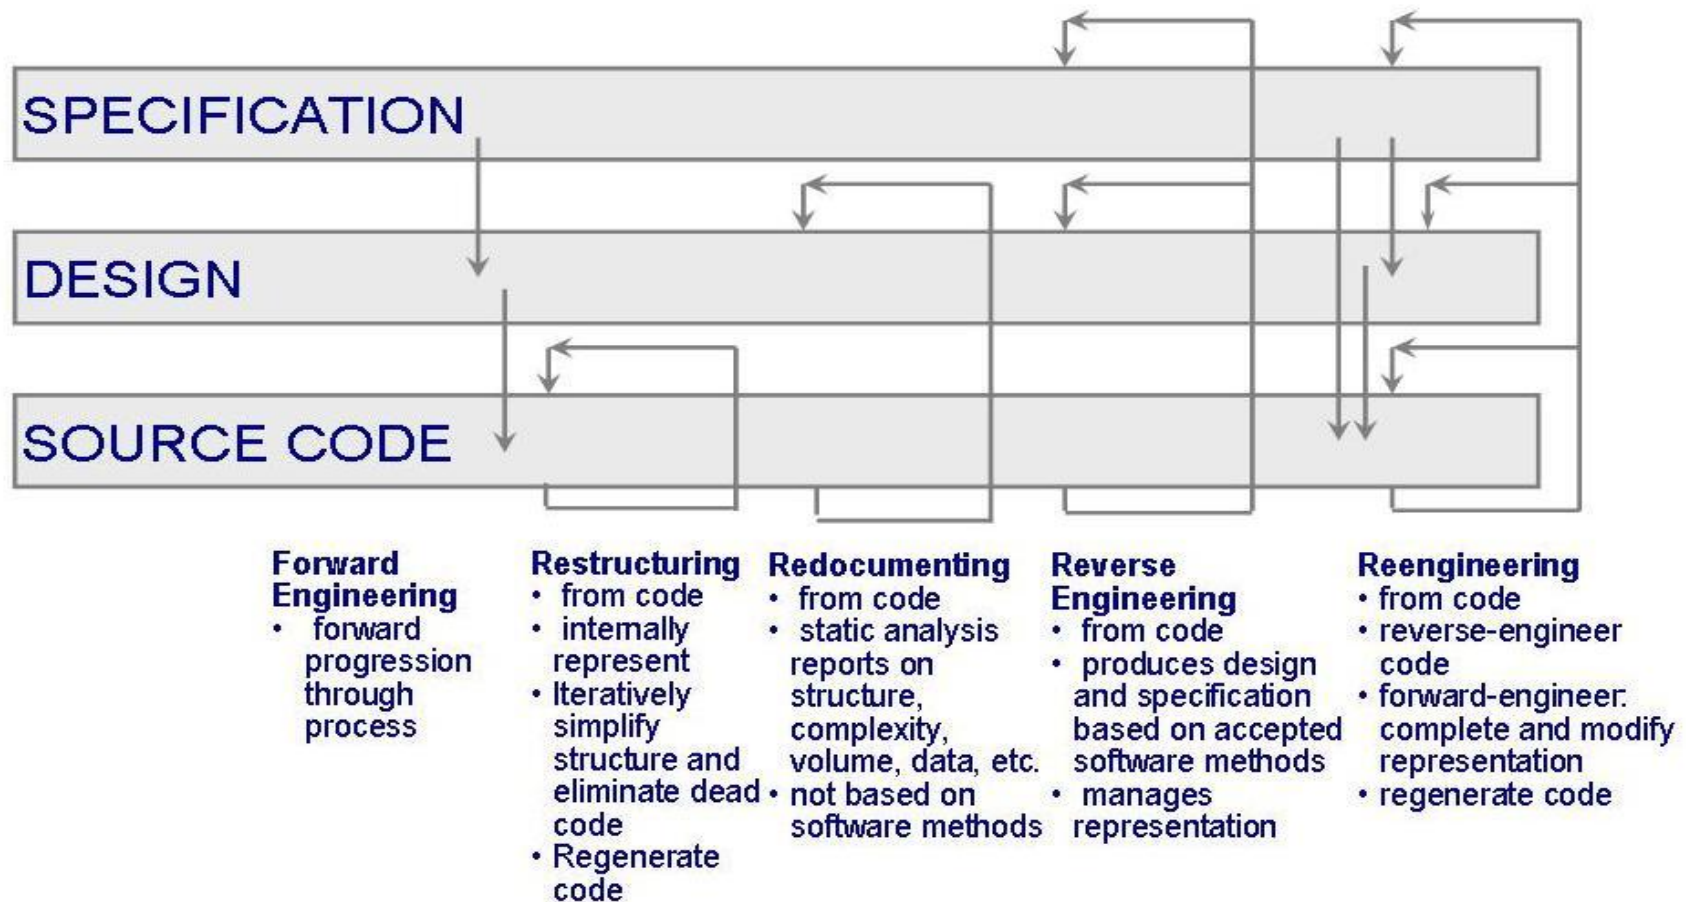 SPECIFICATION
DESIGN
SOURCE CODE
Forward
Engineering
• forward
progression
through
process
Restructuring
• from code
• internally
represent
• Iteratively
simplify
structure and
eliminate dead
code
• Regenerate
code
Redocumenting
• from code
• static analysis
reports on
structure,
complexity,
volume, data, etc.
• not based on
software methods
Reverse
Engineering
• from code
• produces design
and specification
based on accepted
software methods
• manages
representation
Reengineering
• from code
• reverse-engineer
code
• forward-engineer:
complete and modify
representation
• regenerate code